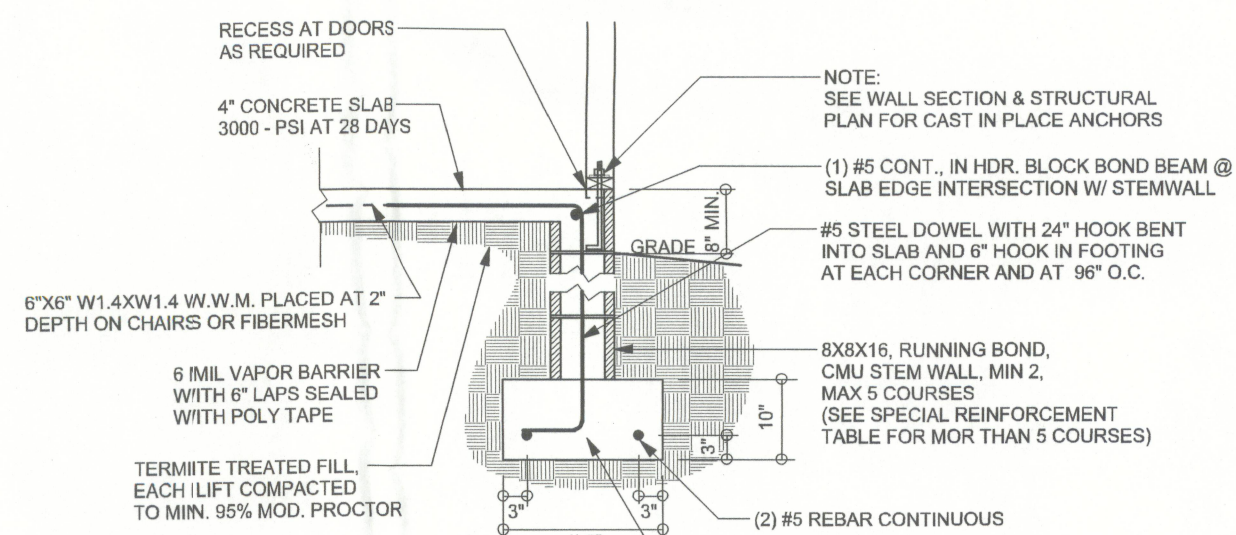 RECESS AT DOORS
AS REQUIRED
4" CONCRETE SLAB
3000 - PSI AT 28 DAYS
NOTE:
SEE WALL SECTION & STRUCTURAL
PLAN FOR CAST IN PLACE ANCHORS
(1) #5 CONT., IN HDR. BLOCK BOND BEAM @
SLAB EDGE INTERSECTION W/ STEMWALL
8" MIN.
GRADE
#5 STEEL DOWEL WITH 24" HOOK BENT
INTO SLAB AND 6" HOOK IN FOOTING
AT EACH CORNER AND AT 96" O.C.
6"X6" W1.4XW1.4 W.W.M. PLACED AT 2"
DEPTH ON CHAIRS OR FIBERMESH
6 MIL VAPOR BARRIER
WITH 6" LAPS SEALED
WITH POLY TAPE
8X8X16, RUNNING BOND,
CMU STEM WALL, MIN 2,
MAX 5 COURSES
(SEE SPECIAL REINFORCEMENT
TABLE FOR MOR THAN 5 COURSES)
10"
3"
TERMITE TREATED FILL,
EACH LIFT COMPACTED
TO MIN. 95% MOD. PROCTOR
3"
3"
(2) #5 REBAR CONTINUOUS